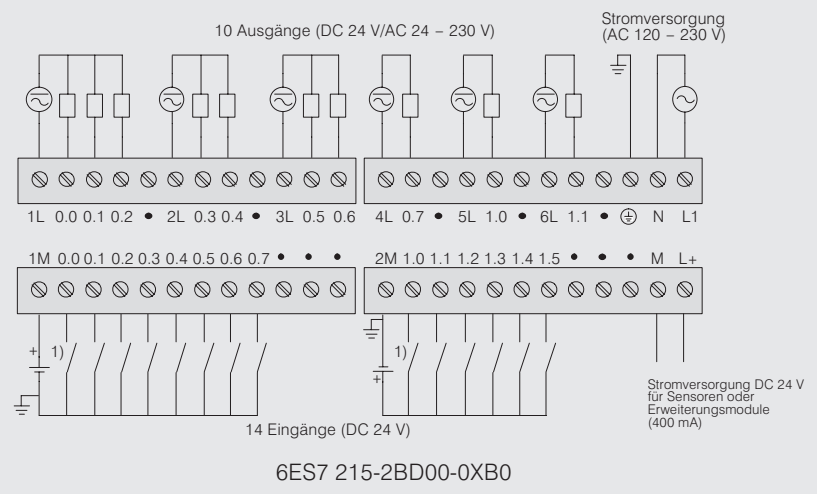 10 Ausgänge (DC 24 V/AC 24 – 230 V)
Stromversorgung
(AC 120 – 230 V)
1L 0.0 0.1 0.2 • 2L 0.3 0.4 • 3L 0.5 0.6
4L 0.7 • 5L 1.0 • 6L 1.1 • N L1
1M 0.0 0.1 0.2 0.3 0.4 0.5 0.6 0.7 • • •
2M 1.0 1.1 1.2 1.3 1.4 1.5 • • • M L+
+ 1)
1)
+
Stromversorgung DC 24 V
für Sensoren oder
Erweiterungsmodule
(400 mA)
14 Eingänge (DC 24 V)
6ES7 215-2BD00-0XB0